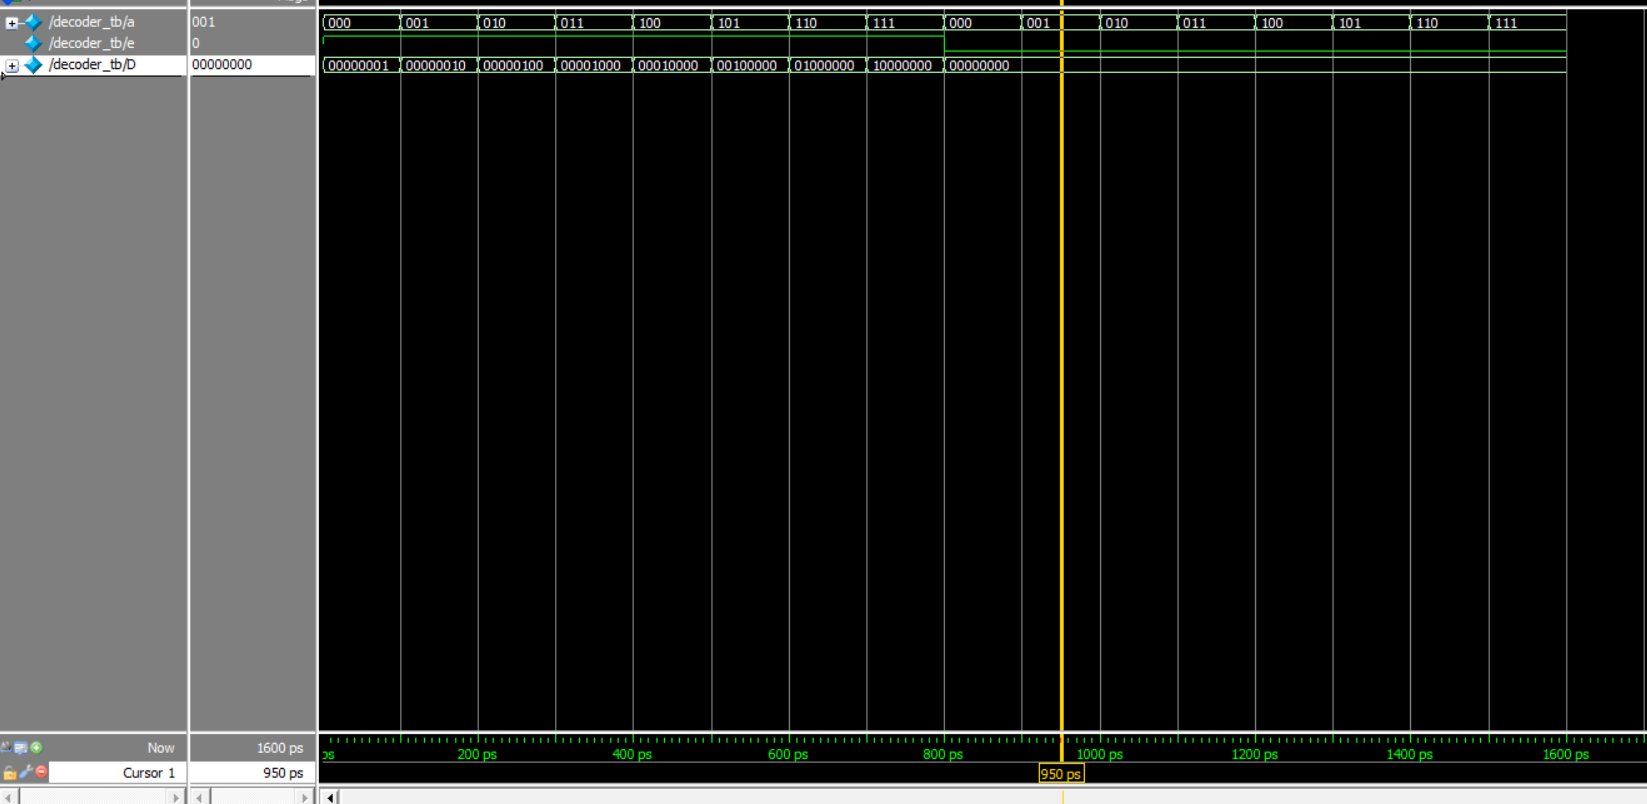 /decoder_tb/a 001 000 001 010 011 100 101 110 111 000 001 010 011 100 101 110 111
/decoder_tb/e 0
/decoder_tb/D 00000000 00000001 00000010 00000100 00001000 00010000 00100000 01000000 10000000 00000000
Now 1600 ps ps 200 ps 400 ps 600 ps 800 ps 1000 ps 1200 ps 1400 ps 1600 ps
Cursor 1 950 ps 950 ps